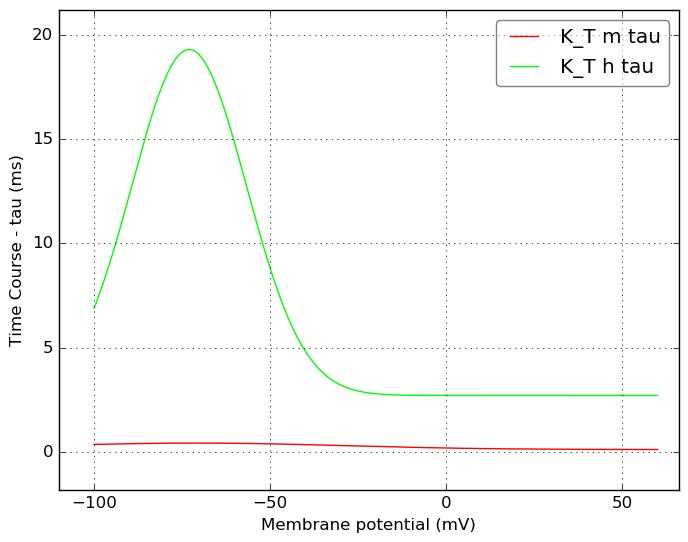 K_T m tau
K_T h tau
20
15
10
5
0
Time Course - tau (ms)
−100
−50
0
50
Membrane potential (mV)